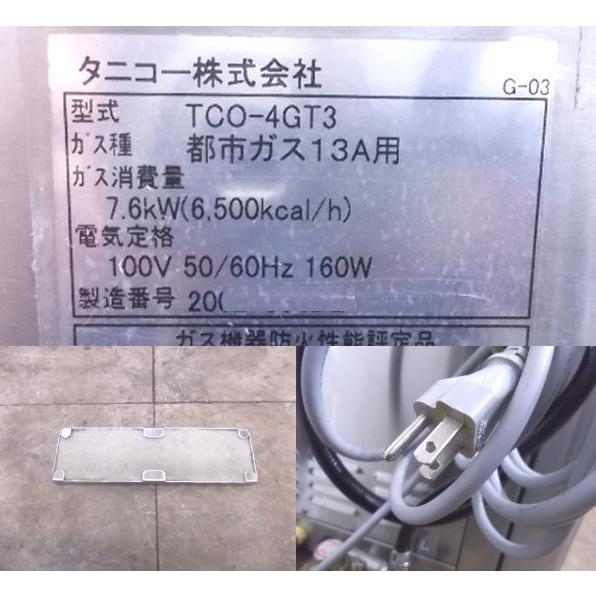 タニコー株式会社
G-03
型式 TCO-4GT3
ガス種 都市ガス13A用
ガス消費量
7.6kW(6,500kcal/h)
電気定格
100V 50/60Hz 160W
製造番号 20
ガス機器防火性能評定品